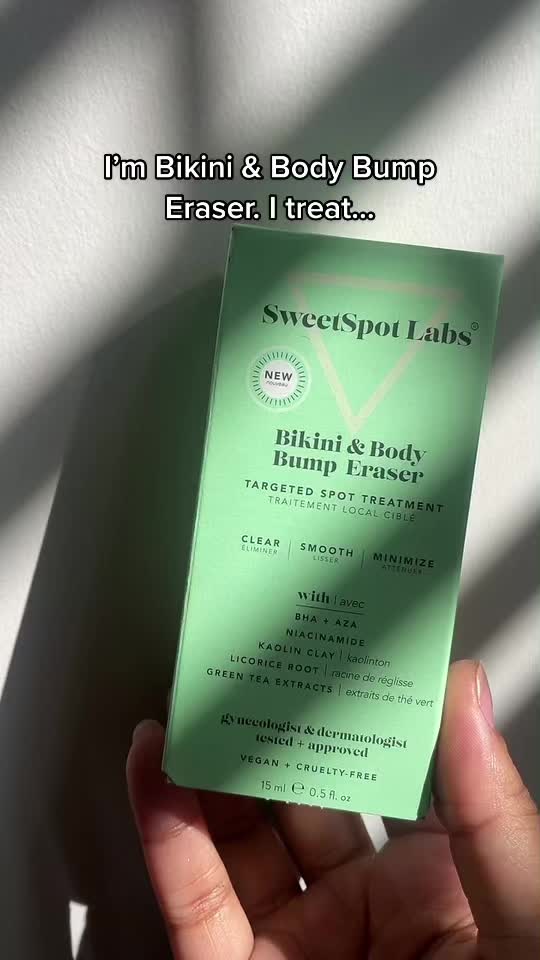 I'm Bikini & Body Bump
Eraser. I treat...
SweetSpot Labs®
NEW
nouveau
Bikini & Body
Bump Eraser
TARGETED SPOT TREATMENT
TRAITEMENT LOCAL CIBLÉ
CLEAR | SMOOTH | MINIMIZE
ÉLIMINER LISSER ATTÉNUER
with | avec
BHA + AZA
NIACINAMIDE
KAOLIN CLAY | kaolinton
LICORICE ROOT | racine de réglisse
GREEN TEA EXTRACTS | extraits de thé vert
gynecologist & dermatologist
tested + approved
VEGAN + CRUELTY-FREE
15 ml ℮ 0.5 fl. oz